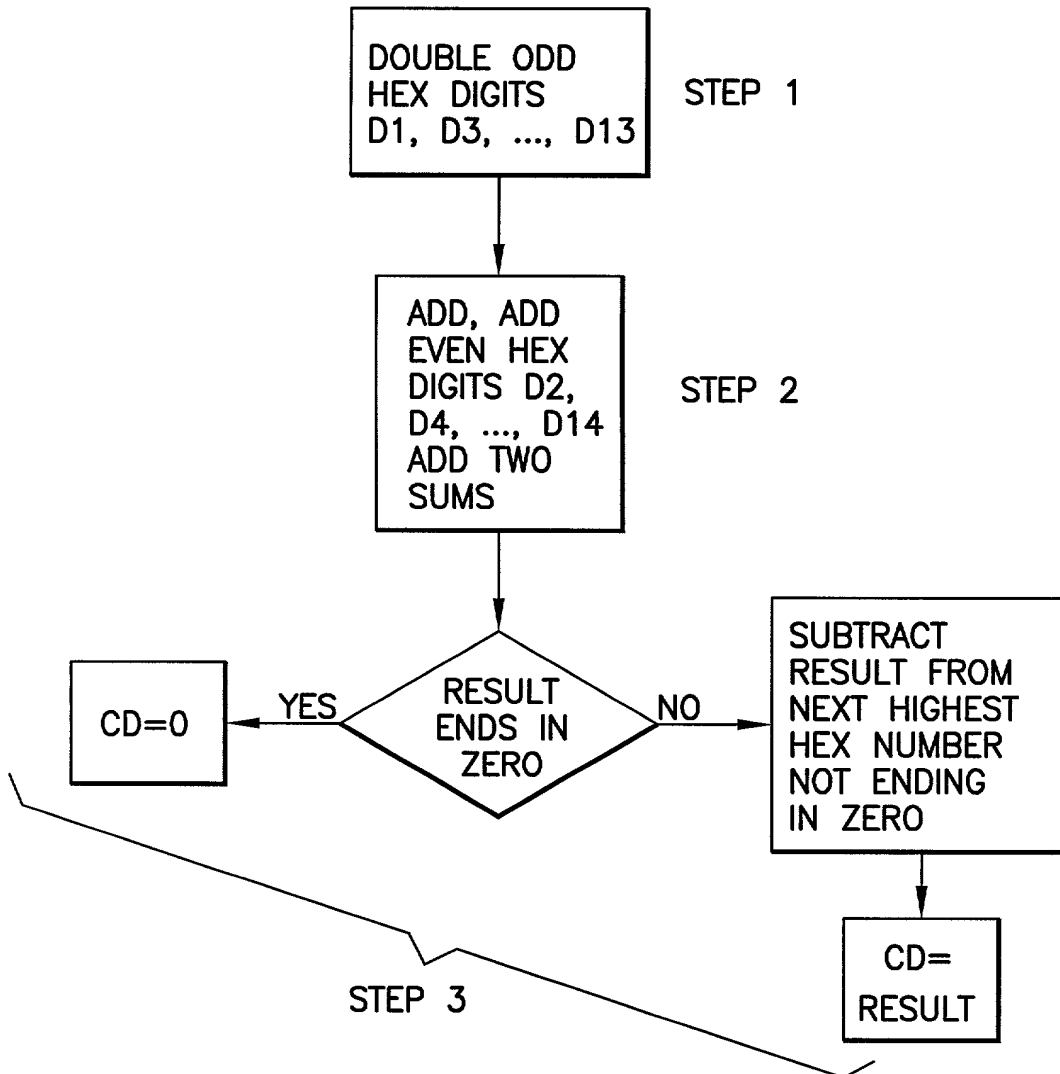 DOUBLE ODD
HEX DIGITS
D1, D3, ..., D13
STEP 1
ADD, ADD
EVEN HEX
DIGITS D2,
D4, ..., D14
ADD TWO
SUMS
STEP 2
RESULT
ENDS IN
ZERO
YES
CD=0
NO
SUBTRACT
RESULT FROM
NEXT HIGHEST
HEX NUMBER
NOT ENDING
IN ZERO
CD=
RESULT
STEP 3